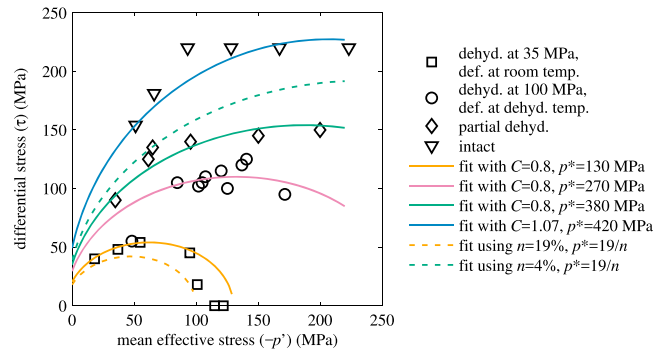 250
200
150
100
50
0
0
50
100
150
200
250
differential stress (τ) (MPa)
mean effective stress (−p’) (MPa)
dehyd. at 35 MPa,
def. at room temp.
dehyd. at 100 MPa,
def. at dehyd. temp.
partial dehyd.
intact
fit with C=0.8, p*=130 MPa
fit with C=0.8, p*=270 MPa
fit with C=0.8, p*=380 MPa
fit with C=1.07, p*=420 MPa
fit using n=19%, p*=19/n
fit using n=4%, p*=19/n